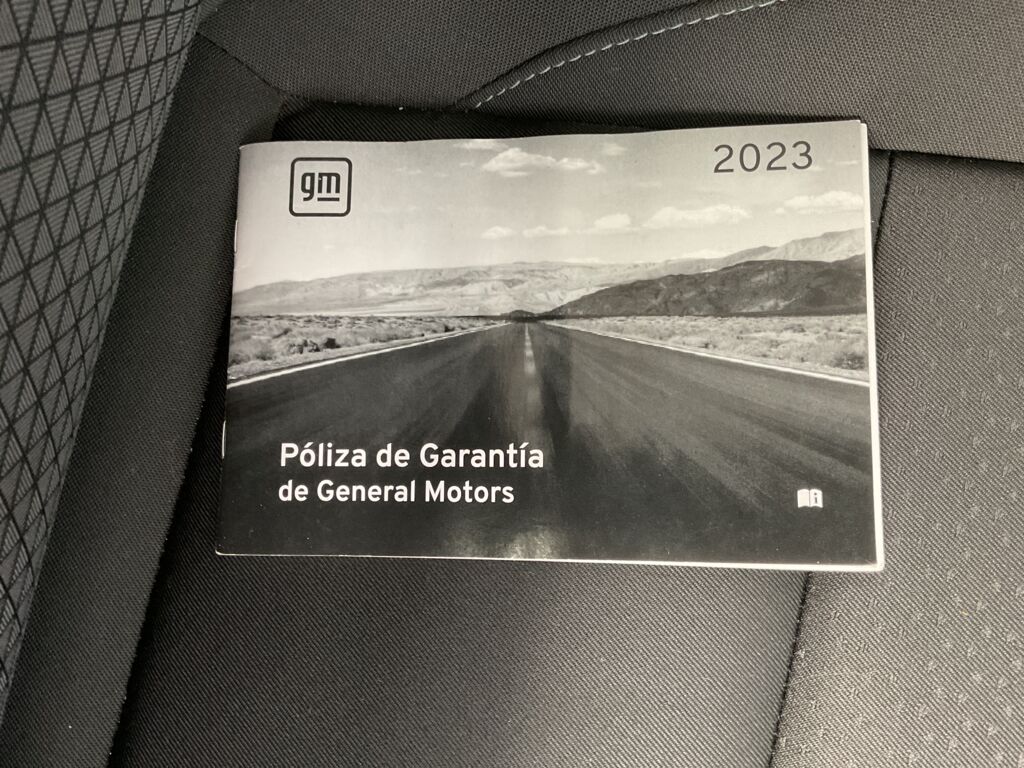 gm
2023
Póliza de Garantía
de General Motors